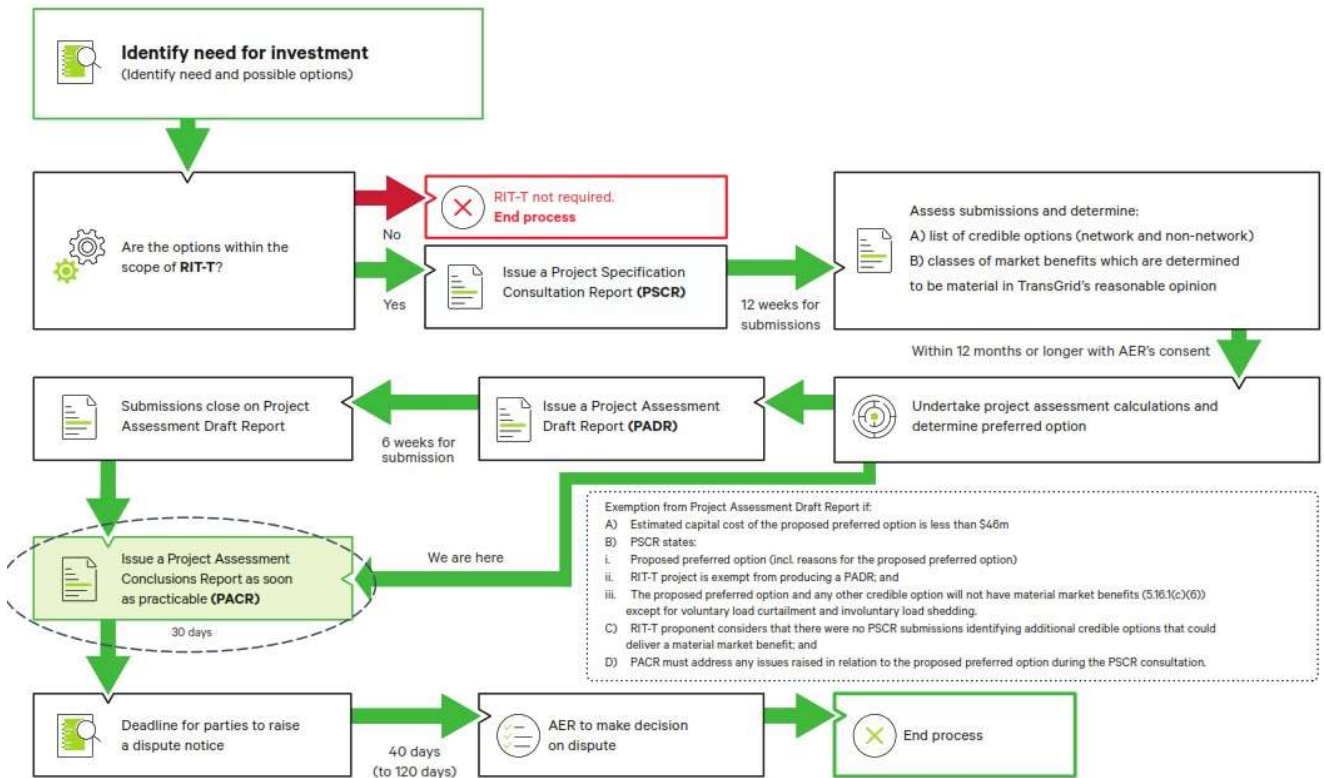 Identify need for investment
(Identify need and possible options)
Are the options within the
scope of RIT-T?
No
Yes
RIT-T not required.
End process
Issue a Project Specification
Consultation Report (PSCR)
12 weeks for
submissions
Assess submissions and determine:
A) list of credible options (network and non-network)
B) classes of market benefits which are determined
to be material in TransGrid's reasonable opinion
Within 12 months or longer with AER's consent
Undertake project assessment calculations and
determine preferred option
Issue a Project Assessment
Draft Report (PADR)
6 weeks for
submission
Submissions close on Project
Assessment Draft Report
Issue a Project Assessment
Conclusions Report as soon
as practicable (PACR)
30 days
We are here
Exemption from Project Assessment Draft Report if:
A) Estimated capital cost of the proposed preferred option is less than $46m
B) PSCR states:
i. Proposed preferred option (incl. reasons for the proposed preferred option)
ii. RIT-T project is exempt from producing a PADR; and
iii. The proposed preferred option and any other credible option will not have material market benefits (5.16.1(c)(6))
except for voluntary load curtailment and involuntary load shedding.
C) RIT-T proponent considers that there were no PSCR submissions identifying additional credible options that could
deliver a material market benefit; and
D) PACR must address any issues raised in relation to the proposed preferred option during the PSCR consultation.
Deadline for parties to raise
a dispute notice
40 days
(to 120 days)
AER to make decision
on dispute
End process